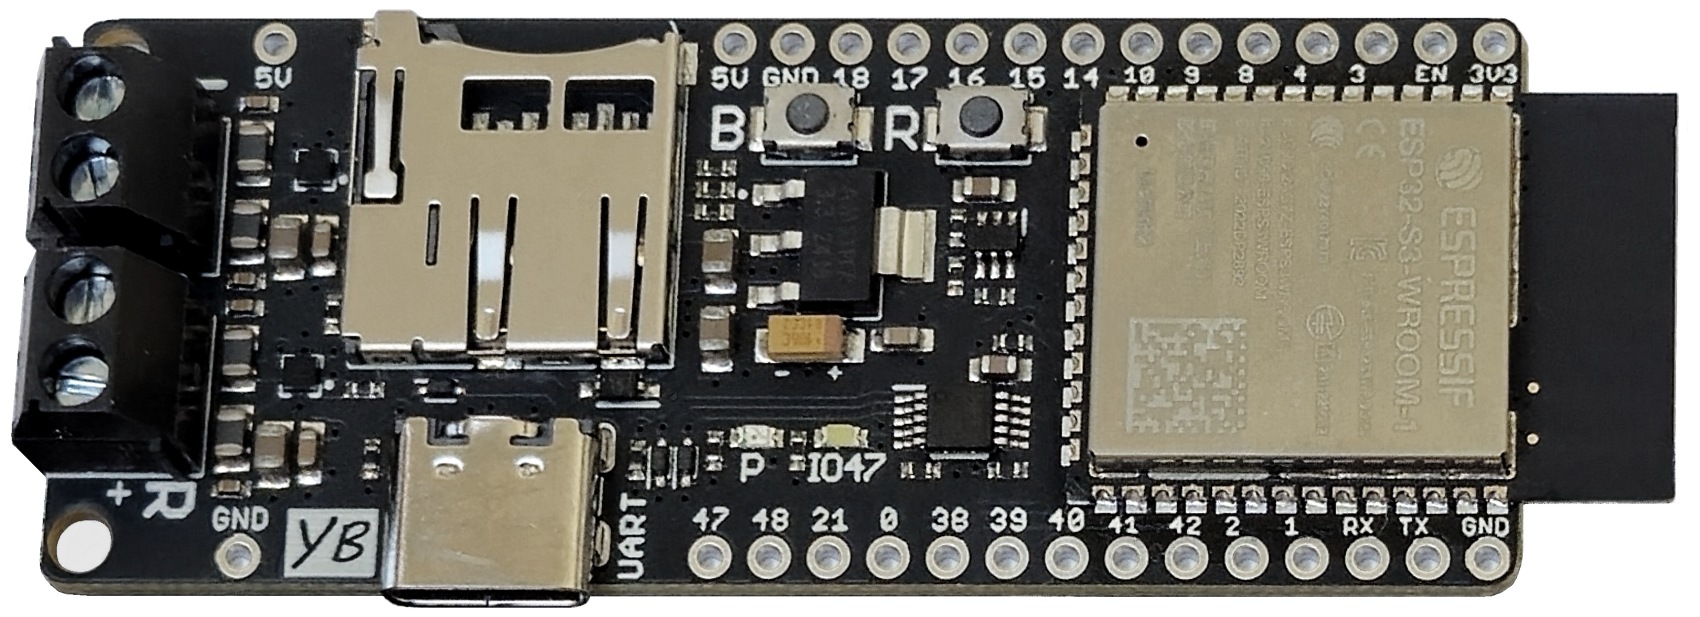 5V
5V GND 18 17 16 15 14 10 9 8 4 3 EN 3V3
B R
ESPRESSIF
ESP32-S3-WROOM-1
CE
P IO47
- +
+ R
GND
YB
UART
47 48 21 0 38 39 40 41 42 2 1 RX TX GND